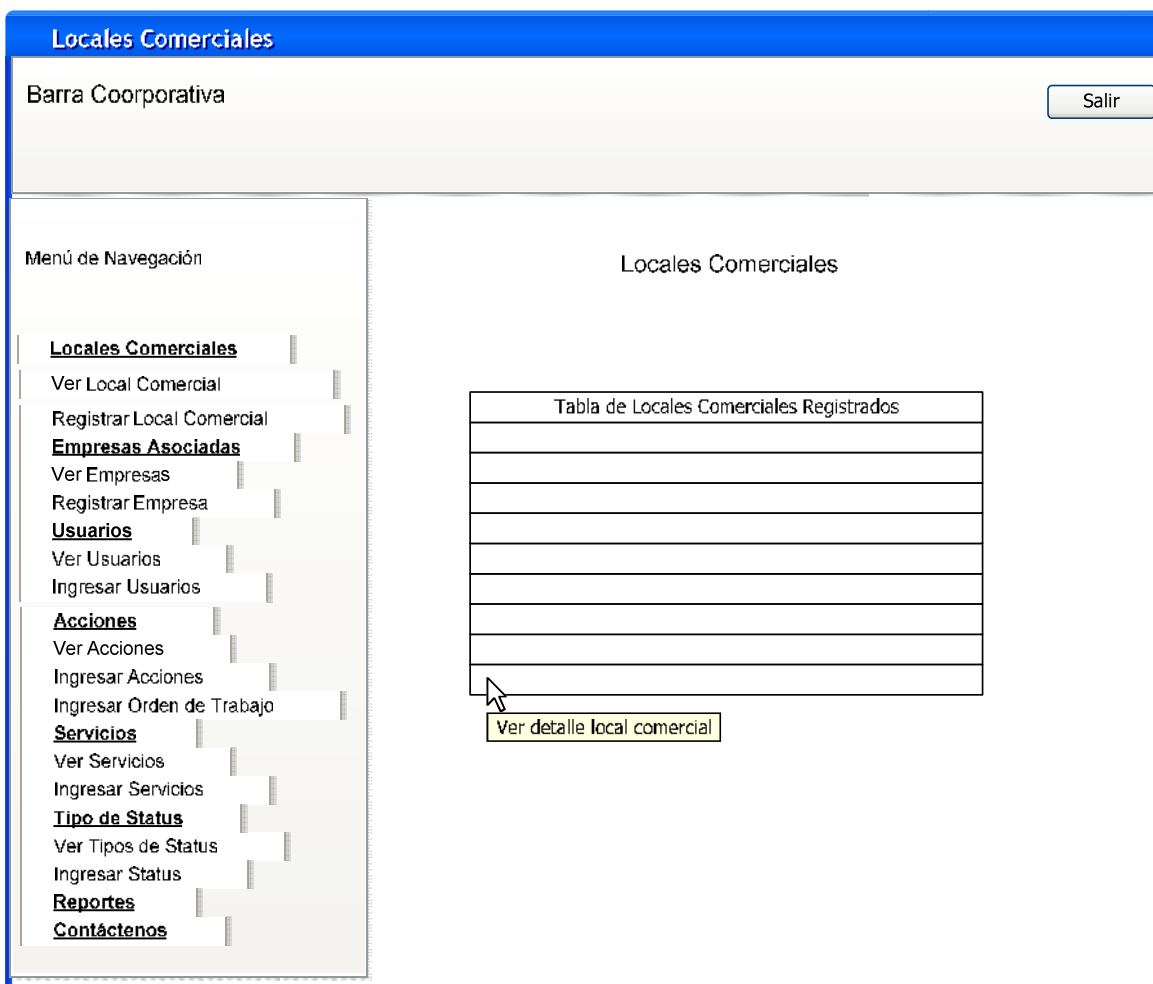 Locales Comerciales
Barra Coorporativa
Salir
Menú de Navegación
Locales Comerciales
Locales Comerciales
Ver Local Comercial
Registrar Local Comercial
Empresas Asociadas
Ver Empresas
Registrar Empresa
Usuarios
Ver Usuarios
Ingresar Usuarios
Acciones
Ver Acciones
Ingresar Acciones
Ingresar Orden de Trabajo
Servicios
Ver Servicios
Ingresar Servicios
Tipo de Status
Ver Tipos de Status
Ingresar Status
Reportes
Contáctenos
Tabla de Locales Comerciales Registrados
Ver detalle local comercial